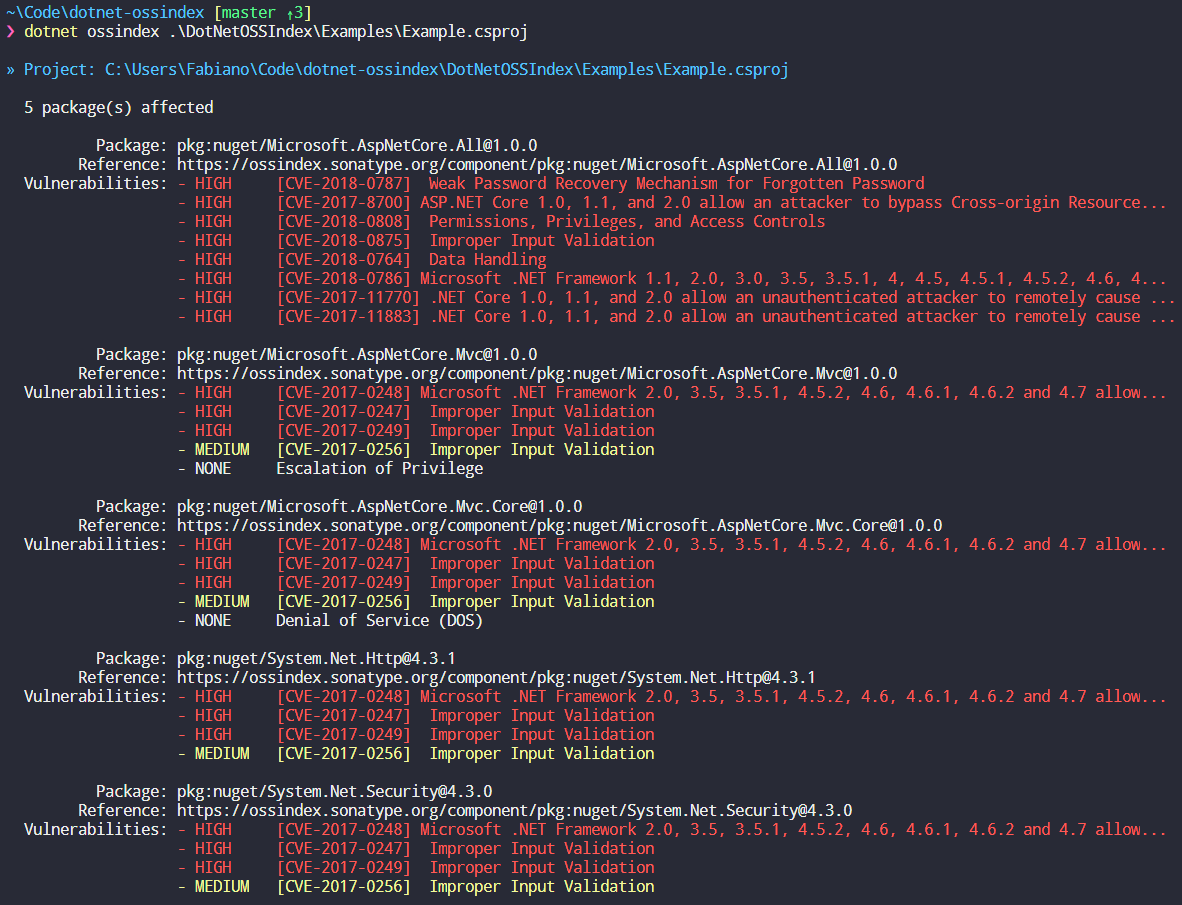 ~\Code\dotnet-ossindex [master ↑3]
❯ dotnet ossindex .\DotNetOSSIndex\Examples\Example.csproj
» Project: C:\Users\Fabiano\Code\dotnet-ossindex\DotNetOSSIndex\Examples\Example.csproj
5 package(s) affected
Package: pkg:nuget/Microsoft.AspNetCore.All@1.0.0
Reference: https://ossindex.sonatype.org/component/pkg:nuget/Microsoft.AspNetCore.All@1.0.0
Vulnerabilities: - HIGH [CVE-2018-0787] Weak Password Recovery Mechanism for Forgotten Password
- HIGH [CVE-2017-8700] ASP.NET Core 1.0, 1.1, and 2.0 allow an attacker to bypass Cross-origin Resource...
- HIGH [CVE-2018-0808] Permissions, Privileges, and Access Controls
- HIGH [CVE-2018-0875] Improper Input Validation
- HIGH [CVE-2018-0764] Data Handling
- HIGH [CVE-2018-0786] Microsoft .NET Framework 1.1, 2.0, 3.0, 3.5, 3.5.1, 4, 4.5, 4.5.1, 4.5.2, 4.6, 4...
- HIGH [CVE-2017-11770] .NET Core 1.0, 1.1, and 2.0 allow an unauthenticated attacker to remotely cause ...
- HIGH [CVE-2017-11883] .NET Core 1.0, 1.1, and 2.0 allow an unauthenticated attacker to remotely cause ...
Package: pkg:nuget/Microsoft.AspNetCore.Mvc@1.0.0
Reference: https://ossindex.sonatype.org/component/pkg:nuget/Microsoft.AspNetCore.Mvc@1.0.0
Vulnerabilities: - HIGH [CVE-2017-0248] Microsoft .NET Framework 2.0, 3.5, 3.5.1, 4.5.2, 4.6, 4.6.1, 4.6.2 and 4.7 allow...
- HIGH [CVE-2017-0247] Improper Input Validation
- HIGH [CVE-2017-0249] Improper Input Validation
- MEDIUM [CVE-2017-0256] Improper Input Validation
- NONE Escalation of Privilege
Package: pkg:nuget/Microsoft.AspNetCore.Mvc.Core@1.0.0
Reference: https://ossindex.sonatype.org/component/pkg:nuget/Microsoft.AspNetCore.Mvc.Core@1.0.0
Vulnerabilities: - HIGH [CVE-2017-0248] Microsoft .NET Framework 2.0, 3.5, 3.5.1, 4.5.2, 4.6, 4.6.1, 4.6.2 and 4.7 allow...
- HIGH [CVE-2017-0247] Improper Input Validation
- HIGH [CVE-2017-0249] Improper Input Validation
- MEDIUM [CVE-2017-0256] Improper Input Validation
- NONE Denial of Service (DOS)
Package: pkg:nuget/System.Net.Http@4.3.1
Reference: https://ossindex.sonatype.org/component/pkg:nuget/System.Net.Http@4.3.1
Vulnerabilities: - HIGH [CVE-2017-0248] Microsoft .NET Framework 2.0, 3.5, 3.5.1, 4.5.2, 4.6, 4.6.1, 4.6.2 and 4.7 allow...
- HIGH [CVE-2017-0247] Improper Input Validation
- HIGH [CVE-2017-0249] Improper Input Validation
- MEDIUM [CVE-2017-0256] Improper Input Validation
Package: pkg:nuget/System.Net.Security@4.3.0
Reference: https://ossindex.sonatype.org/component/pkg:nuget/System.Net.Security@4.3.0
Vulnerabilities: - HIGH [CVE-2017-0248] Microsoft .NET Framework 2.0, 3.5, 3.5.1, 4.5.2, 4.6, 4.6.1, 4.6.2 and 4.7 allow...
- HIGH [CVE-2017-0247] Improper Input Validation
- HIGH [CVE-2017-0249] Improper Input Validation
- MEDIUM [CVE-2017-0256] Improper Input Validation